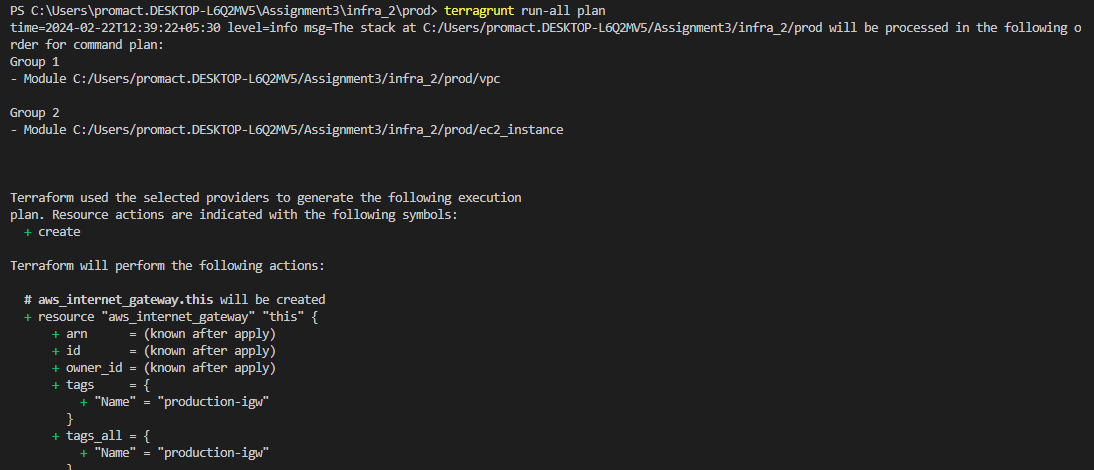 PS C:\Users\promact.DESKTOP-L6Q2MV5\Assignment3\infra_2\prod> terragrunt run-all plan
time=2024-02-22T12:39:22+05:30 level=info msg=The stack at C:/Users/promact.DESKTOP-L6Q2MV5/Assignment3/infra_2/prod will be processed in the following o
rder for command plan:
Group 1
- Module C:/Users/promact.DESKTOP-L6Q2MV5/Assignment3/infra_2/prod/vpc

Group 2
- Module C:/Users/promact.DESKTOP-L6Q2MV5/Assignment3/infra_2/prod/ec2_instance

Terraform used the selected providers to generate the following execution
plan. Resource actions are indicated with the following symbols:
  + create

Terraform will perform the following actions:

  # aws_internet_gateway.this will be created
  + resource "aws_internet_gateway" "this" {
      + arn      = (known after apply)
      + id       = (known after apply)
      + owner_id = (known after apply)
      + tags     = {
          + "Name" = "production-igw"
        }
      + tags_all = {
          + "Name" = "production-igw"
        }